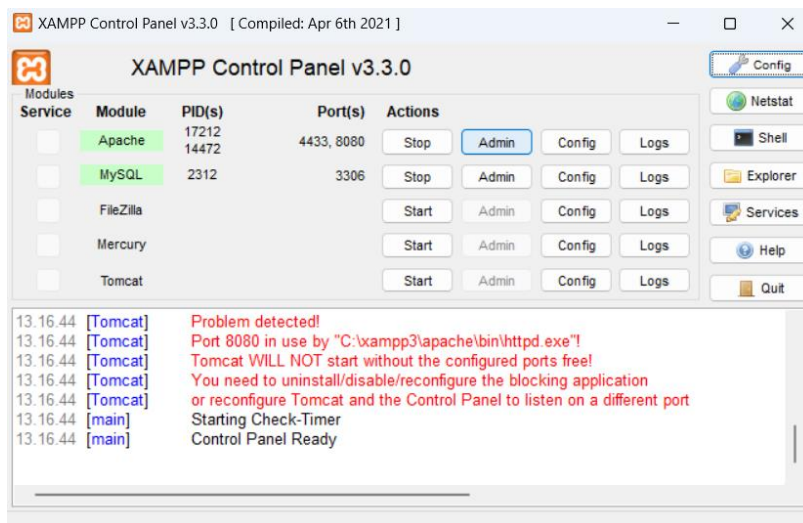 XAMPP Control Panel v3.3.0 [ Compiled: Apr 6th 2021 ]
XAMPP Control Panel v3.3.0
Config
Netstat
Shell
Explorer
Services
Help
Quit
Modules
Service Module PID(s) Port(s) Actions
Apache 17212 14472 4433, 8080 Stop Admin Config Logs
MySQL 2312 3306 Stop Admin Config Logs
FileZilla Start Admin Config Logs
Mercury Start Admin Config Logs
Tomcat Start Admin Config Logs
13.16.44 [Tomcat] Problem detected!
13.16.44 [Tomcat] Port 8080 in use by "C:\xampp3\apache\bin\httpd.exe"!
13.16.44 [Tomcat] Tomcat WILL NOT start without the configured ports free!
13.16.44 [Tomcat] You need to uninstall/disable/reconfigure the blocking application
13.16.44 [Tomcat] or reconfigure Tomcat and the Control Panel to listen on a different port
13.16.44 [main] Starting Check-Timer
13.16.44 [main] Control Panel Ready